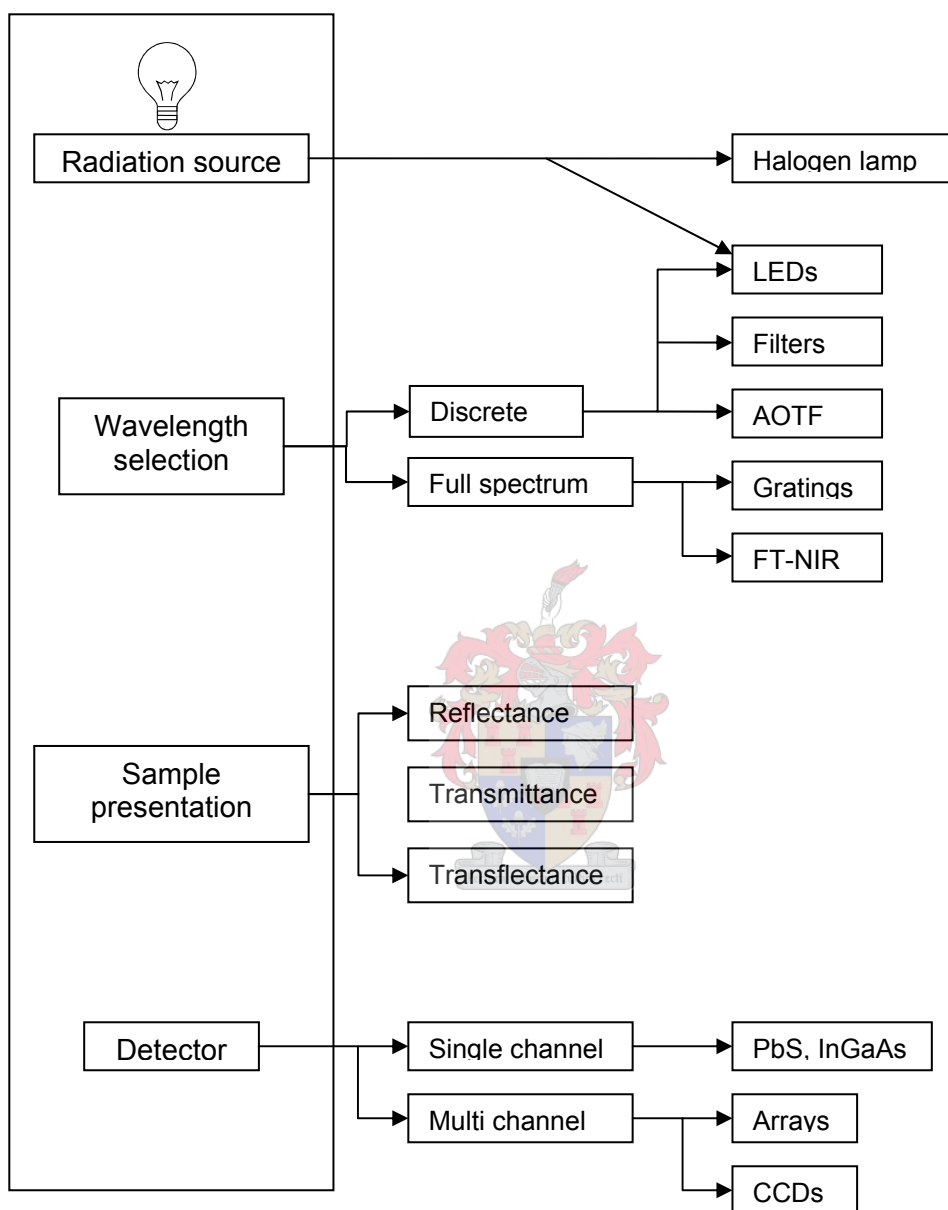 Radiation source
Halogen lamp
LEDs
Filters
Wavelength
selection
Discrete
AOTF
Full spectrum
Gratings
FT-NIR
Sample
presentation
Reflectance
Transmittance
Transflectance
Detector
Single channel
PbS, InGaAs
Multi channel
Arrays
CCDs